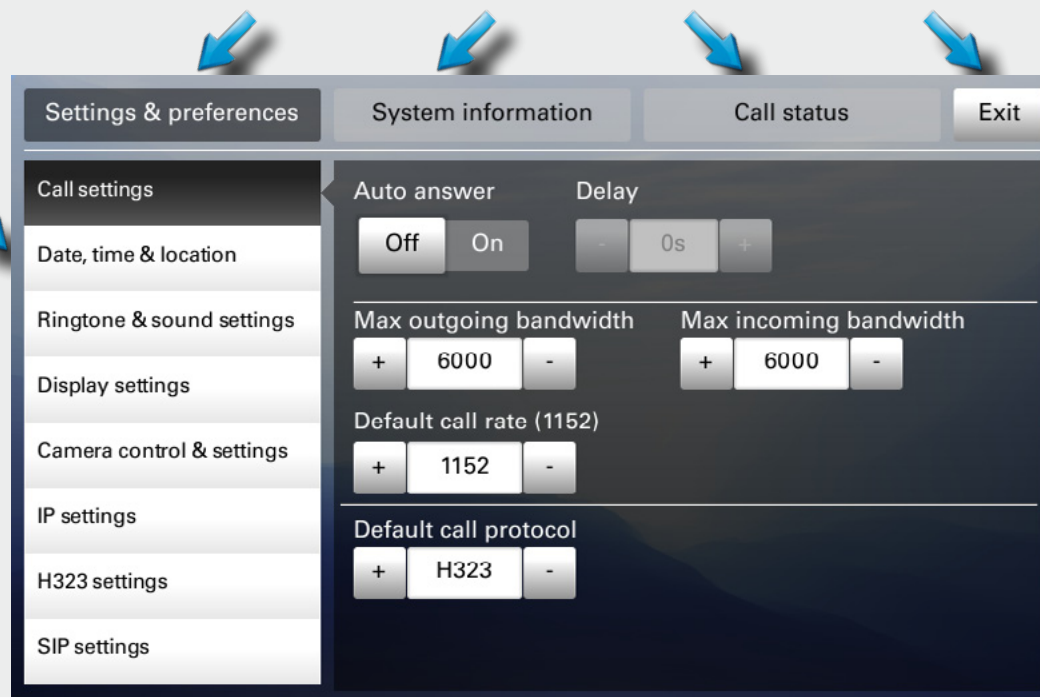 Settings & preferences System information Call status Exit
Call settings
Date, time & location
Ringtone & sound settings
Display settings
Camera control & settings
IP settings
H323 settings
SIP settings
Auto answer Delay
Off On - 0s +
Max outgoing bandwidth Max incoming bandwidth
+ 6000 - + 6000 -
Default call rate (1152)
+ 1152 -
Default call protocol
+ H323 -